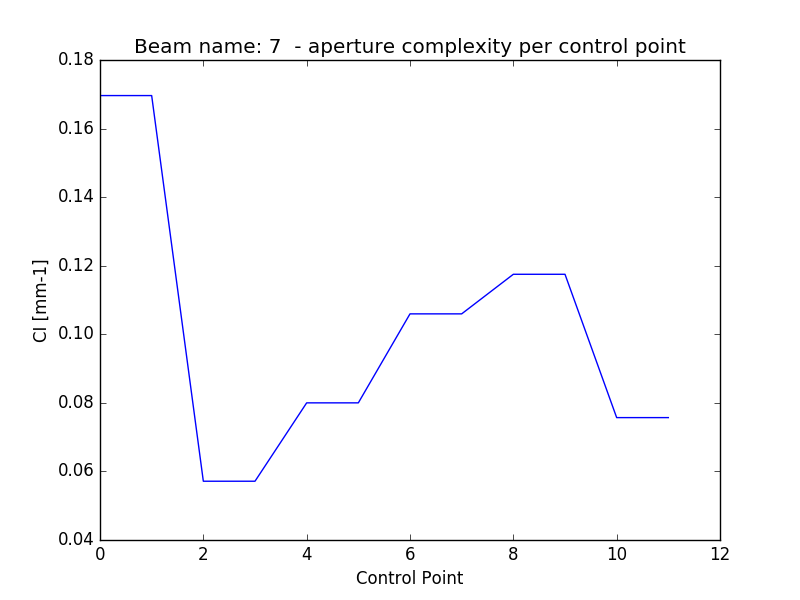 Beam name: 7  - aperture complexity per control point
0.18
0.16
0.14
0.12
0.10
0.08
0.06
0.04
CI [mm-1]
0 2 4 6 8 10 12
Control Point